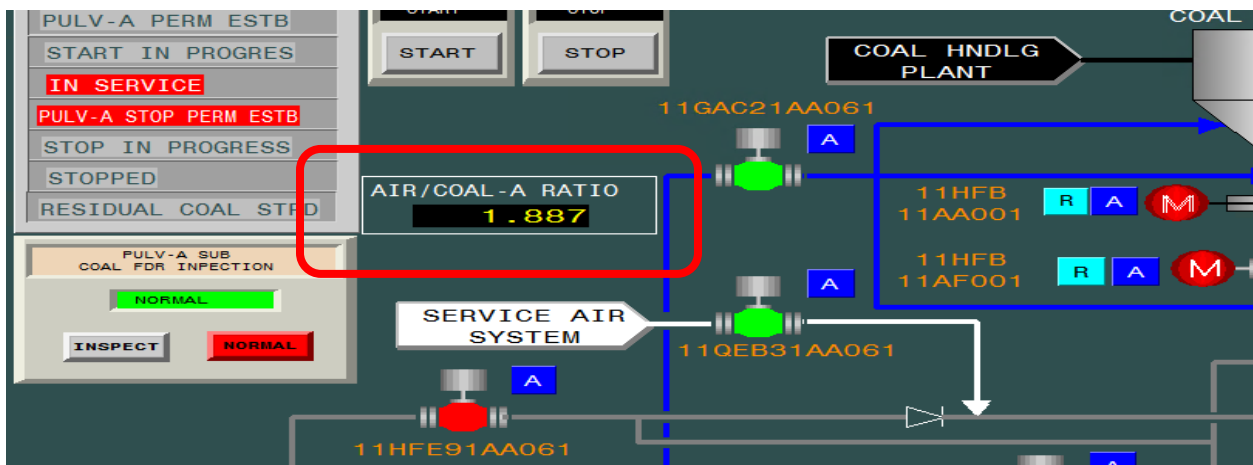 PULV-A PERM ESTB
START IN PROGRES
IN SERVICE
PULV-A STOP PERM ESTB
STOP IN PROGRESS
STOPPED
RESIDUAL COAL STRD
START
START
STOP
STOP
COAL
COAL HNDLG
PLANT
11GAC21AA061
A
AIR/COAL-A RATIO
1.887
11HFB
11AA001
R
A
M
11HFB
11AF001
R
A
M
PULV-A SUB
COAL FDR INPECTION
NORMAL
INSPECT
NORMAL
SERVICE AIR
SYSTEM
A
11QEB31AA061
A
11HFE91AA061
A